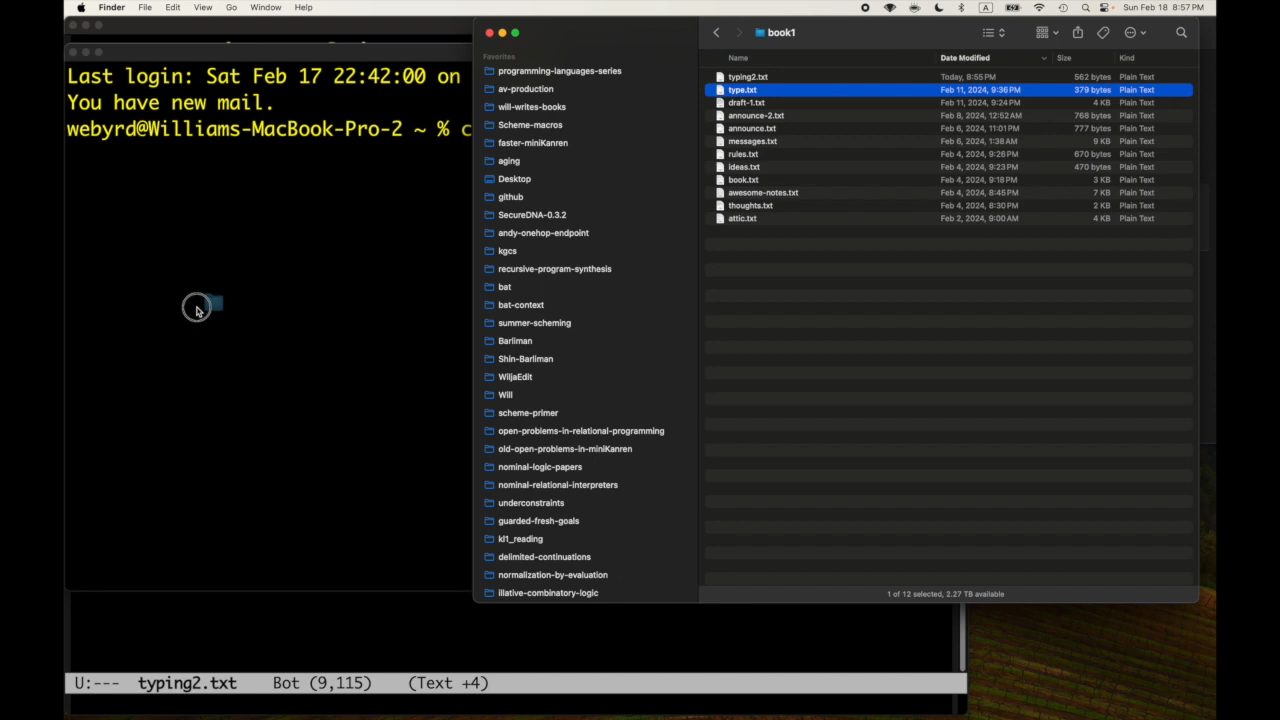 Finder File Edit View Go Window Help
A Sun Feb 18 8:57 PM
Last login: Sat Feb 17 22:42:00 on
You have new mail.
webyrd@Williams-MacBook-Pro-2 ~ % c
Favorites
programming-languages-series
av-production
will-writes-books
Scheme-macros
faster-miniKanren
aging
Desktop
github
SecureDNA-0.3.2
andy-onehop-endpoint
kgcs
recursive-program-synthesis
bat
bat-context
summer-scheming
Barliman
Shin-Barliman
WiljaEdit
Will
scheme-primer
open-problems-in-relational-programming
old-open-problems-in-miniKanren
nominal-logic-papers
nominal-relational-interpreters
underconstraints
guarded-fresh-goals
kl1_reading
delimited-continuations
normalization-by-evaluation
illative-combinatory-logic
book1
Name Date Modified Size Kind
typing2.txt Today, 8:55 PM 562 bytes Plain Text
type.txt Feb 11, 2024, 9:36 PM 379 bytes Plain Text
draft-1.txt Feb 11, 2024, 9:24 PM 4 KB Plain Text
announce-2.txt Feb 8, 2024, 12:52 AM 768 bytes Plain Text
announce.txt Feb 6, 2024, 11:01 PM 777 bytes Plain Text
messages.txt Feb 6, 2024, 1:38 AM 9 KB Plain Text
rules.txt Feb 4, 2024, 9:26 PM 670 bytes Plain Text
ideas.txt Feb 4, 2024, 9:23 PM 470 bytes Plain Text
book.txt Feb 4, 2024, 9:18 PM 3 KB Plain Text
awesome-notes.txt Feb 4, 2024, 8:45 PM 7 KB Plain Text
thoughts.txt Feb 4, 2024, 8:30 PM 2 KB Plain Text
attic.txt Feb 2, 2024, 9:00 AM 4 KB Plain Text
1 of 12 selected, 2.27 TB available
U:--- typing2.txt Bot (9,115) (Text +4)